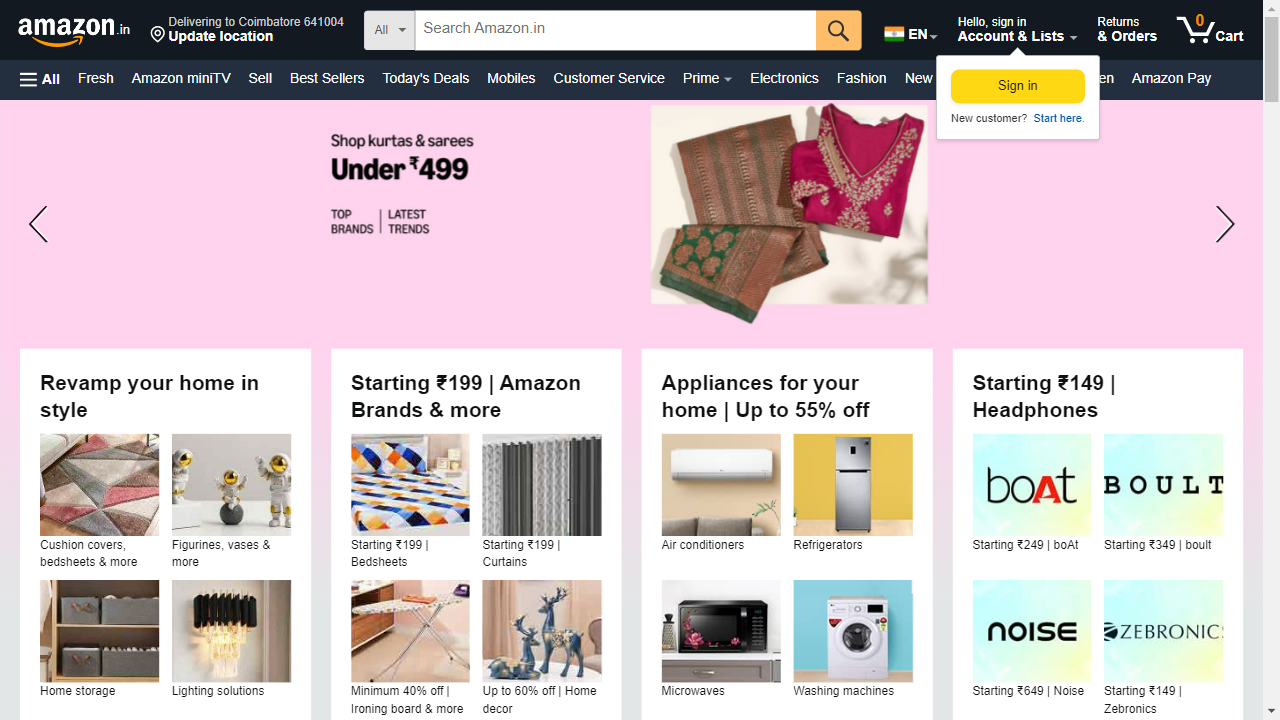 amazon.in
Delivering to Coimbatore 641004
Update location
All
Search Amazon.in
EN
Hello, sign in
Account & Lists
Returns
& Orders
0
Cart
All
Fresh
Amazon miniTV
Sell
Best Sellers
Today's Deals
Mobiles
Customer Service
Prime
Electronics
Fashion
New
en
Amazon Pay
Sign in
New customer? Start here.
Shop kurtas & sarees
Under ₹499
TOP BRANDS | LATEST TRENDS
Revamp your home in
style
Cushion covers,
bedsheets & more
Figurines, vases &
more
Home storage
Lighting solutions
Starting ₹199 | Amazon
Brands & more
Starting ₹199 |
Bedsheets
Starting ₹199 |
Curtains
Minimum 40% off |
Ironing board & more
Up to 60% off | Home
decor
Appliances for your
home | Up to 55% off
Air conditioners
Refrigerators
Microwaves
Washing machines
Starting ₹149 |
Headphones
boAt
BOULT
Starting ₹249 | boAt
Starting ₹349 | boult
noise
ZEBRONICS
Starting ₹649 | Noise
Starting ₹149 |
Zebronics